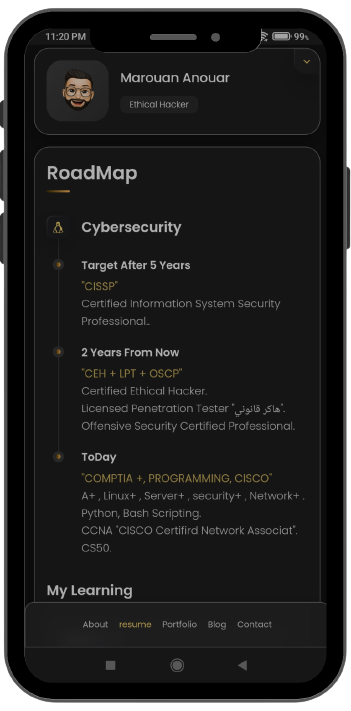 11:20 PM
99%
Marouan Anouar
Ethical Hacker
RoadMap
Cybersecurity
Target After 5 Years
"CISSP"
Certified Information System Security
Professional..
2 Years From Now
"CEH + LPT + OSCP"
Certified Ethical Hacker.
Licensed Penetration Tester "هاكر قانوني".
Offensive Security Certified Professional.
ToDay
"COMPTIA +, PROGRAMMING, CISCO"
A+ , Linux+ , Server+ , security+ , Network+ .
Python, Bash Scripting.
CCNA "CISCO Certifird Network Associat".
CS50.
My Learning
About resume Portfolio Blog Contact